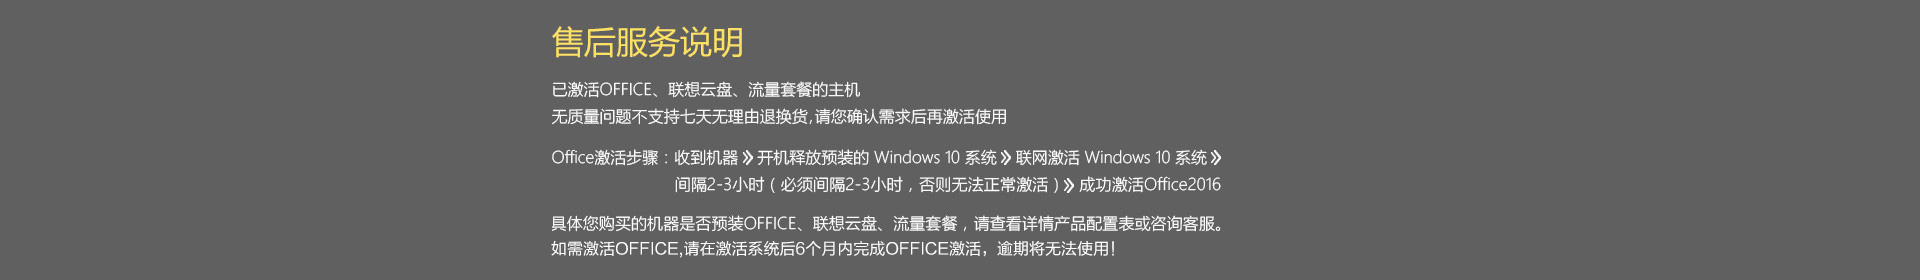 售后服务说明
已激活OFFICE、联想云盘、流量套餐的主机
无质量问题不支持七天无理由退换货,请您确认需求后再激活使用
Office激活步骤：收到机器》开机释放预装的 Windows 10 系统》联网激活 Windows 10 系统》
间隔2-3小时（必须间隔2-3小时，否则无法正常激活）》成功激活Office2016
具体您购买的机器是否预装OFFICE、联想云盘、流量套餐，请查看详情产品配置表或咨询客服。
如需激活OFFICE,请在激活系统后6个月内完成OFFICE激活，逾期将无法使用！